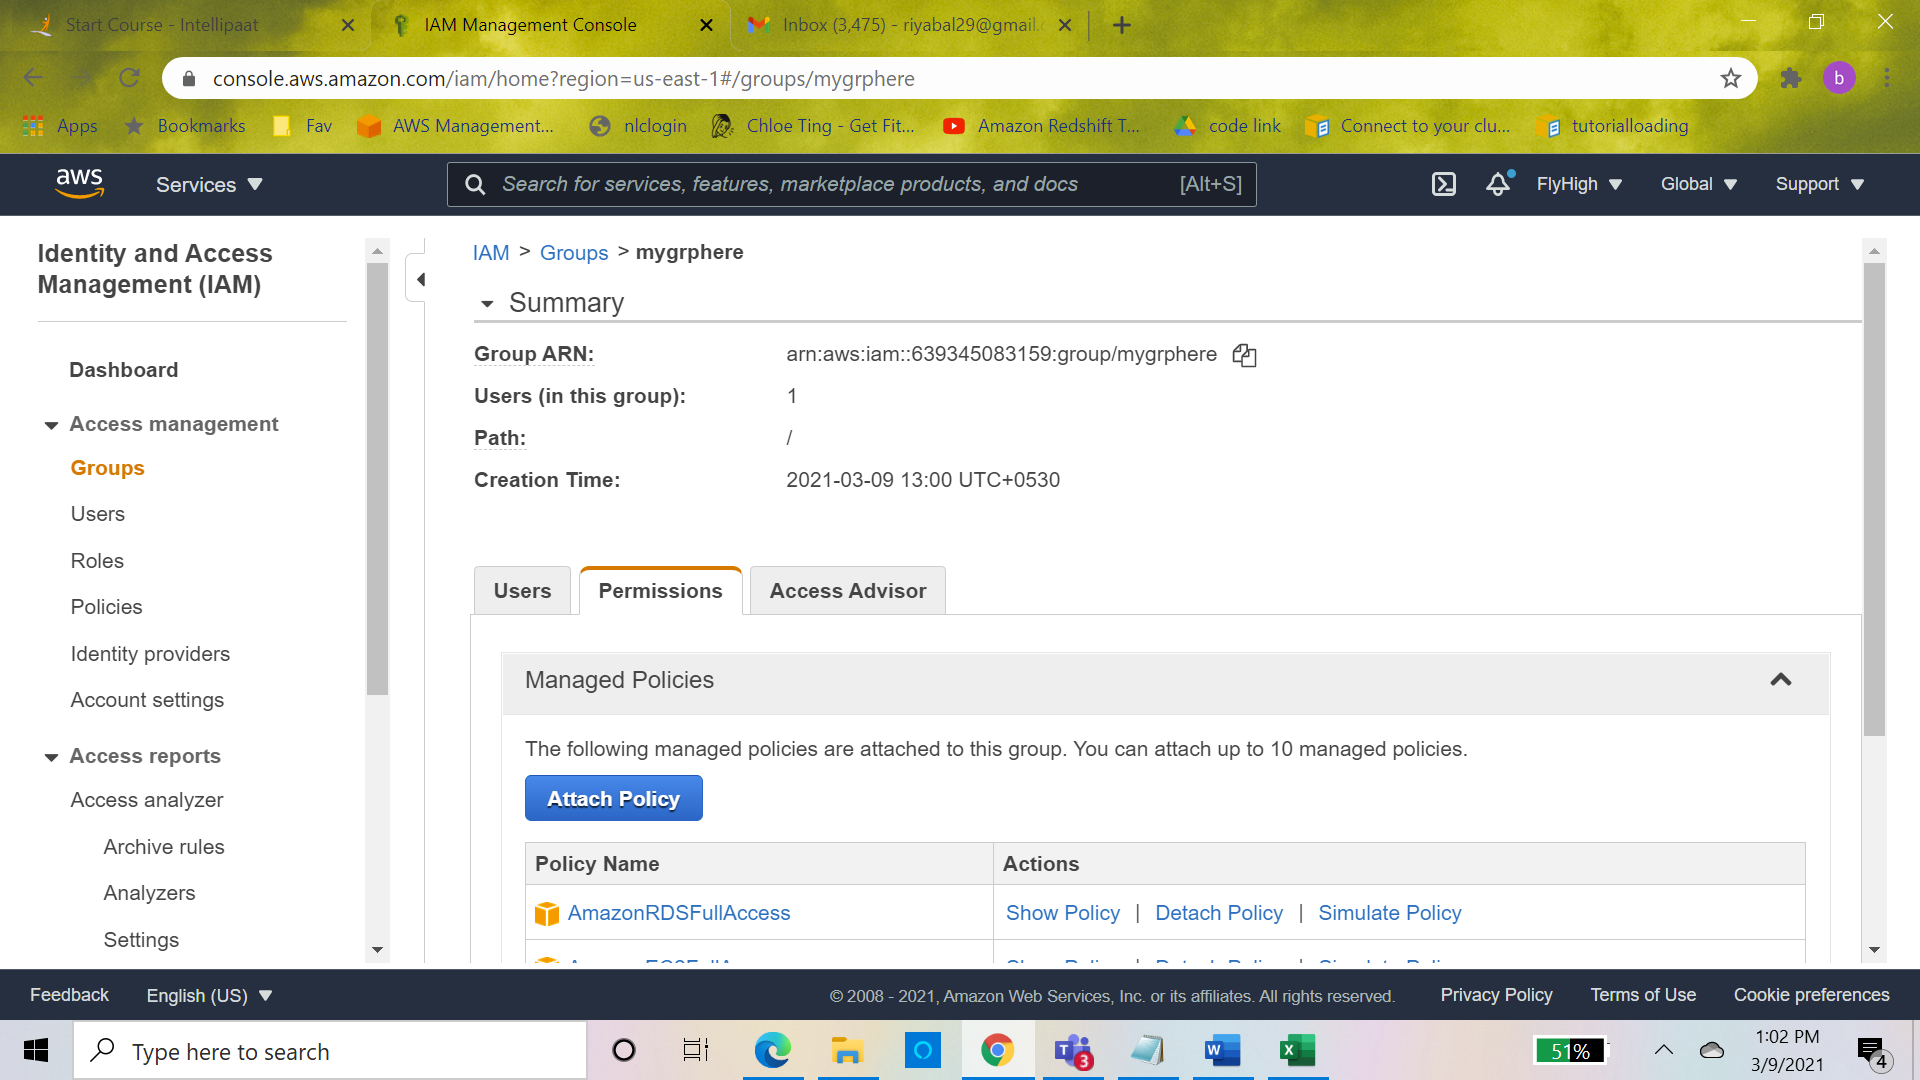 Start Course - Intellipaat
IAM Management Console
Inbox (3,475) - riyabal29@gmail.
console.aws.amazon.com/iam/home?region=us-east-1#/groups/mygrphere
b
Apps
Bookmarks
Fav
AWS Management...
nlclogin
Chloe Ting - Get Fit...
Amazon Redshift T...
code link
Connect to your clu...
tutorialloading
aws
Services
Search for services, features, marketplace products, and docs
[Alt+S]
FlyHigh
Global
Support
Identity and Access
Management (IAM)
Dashboard
Access management
Groups
Users
Roles
Policies
Identity providers
Account settings
Access reports
Access analyzer
Archive rules
Analyzers
Settings
IAM > Groups > mygrphere
Summary
Group ARN: arn:aws:iam::639345083159:group/mygrphere
Users (in this group): 1
Path: /
Creation Time: 2021-03-09 13:00 UTC+0530
Users
Permissions
Access Advisor
Managed Policies
The following managed policies are attached to this group. You can attach up to 10 managed policies.
Attach Policy
Policy Name
Actions
AmazonRDSFullAccess
Show Policy | Detach Policy | Simulate Policy
Feedback
English (US)
© 2008 - 2021, Amazon Web Services, Inc. or its affiliates. All rights reserved.
Privacy Policy
Terms of Use
Cookie preferences
Type here to search
3
51%
1:02 PM
3/9/2021
4